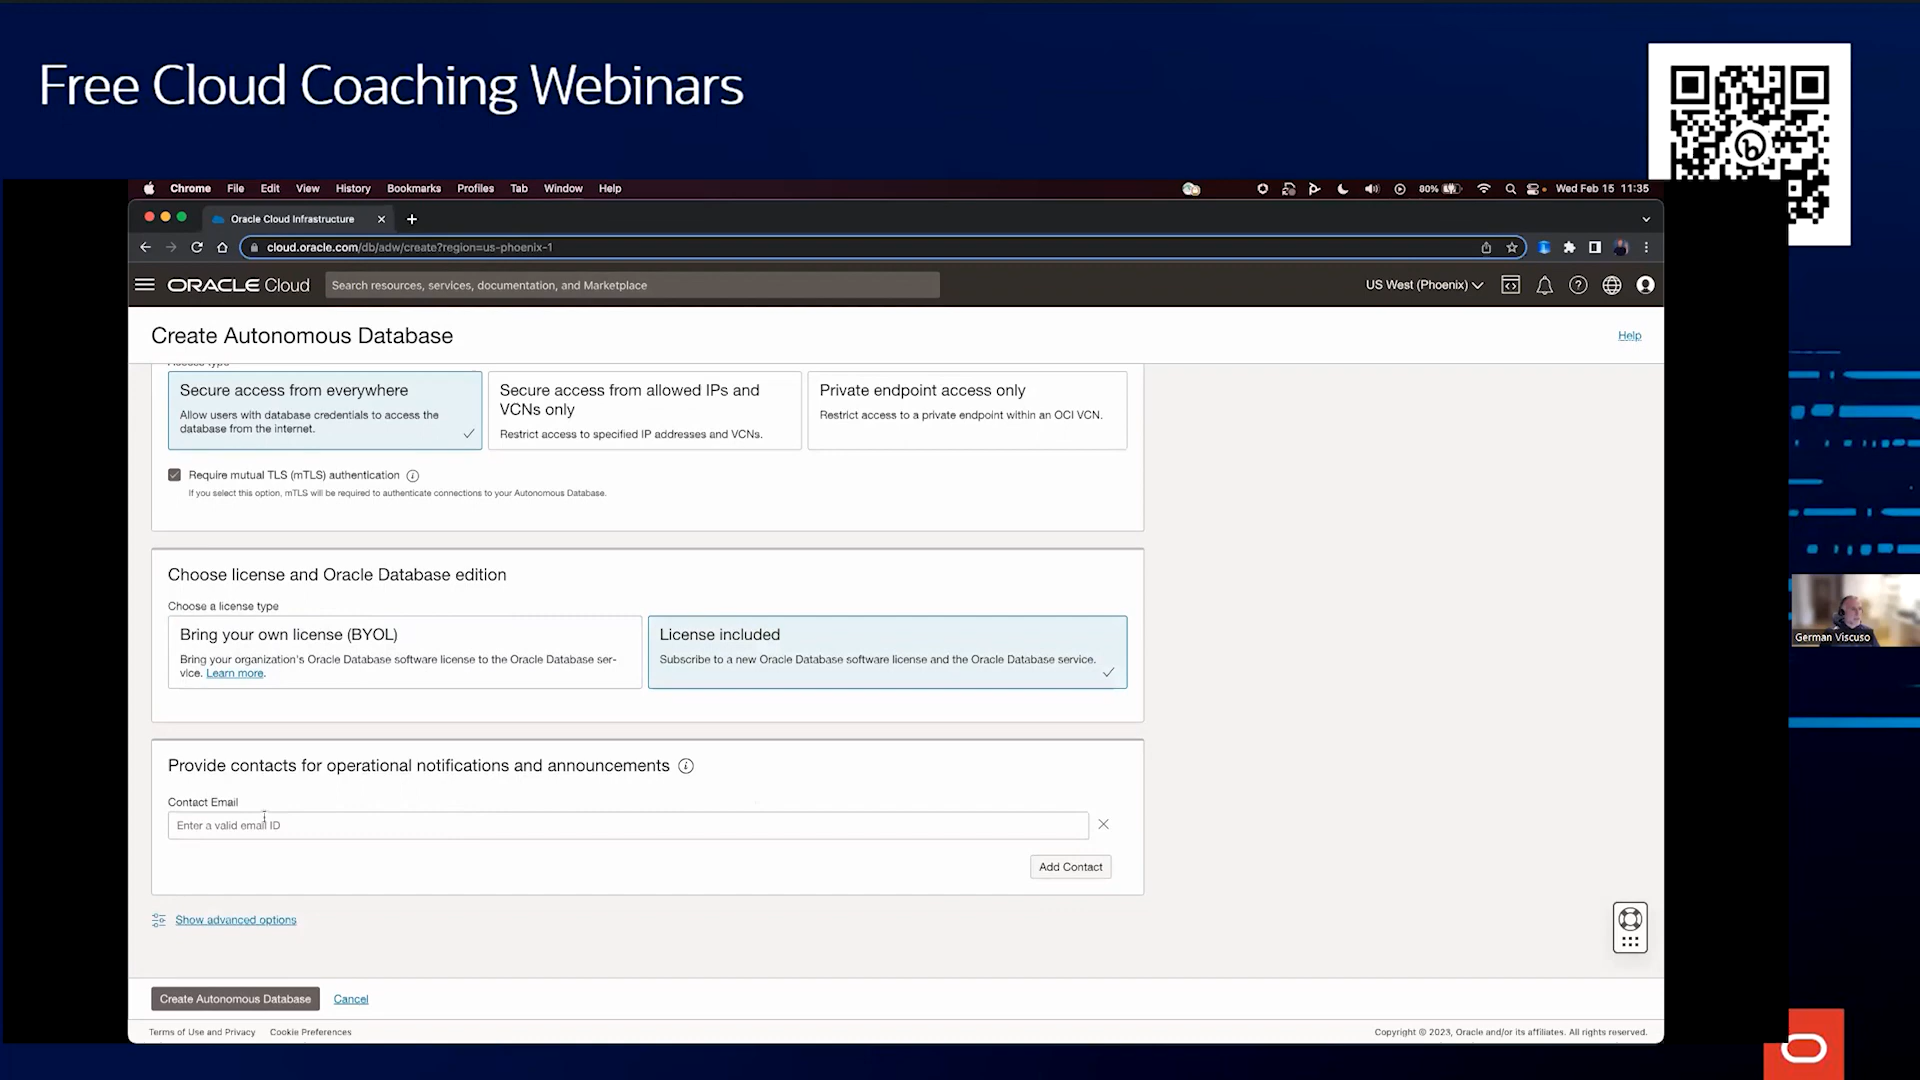 Free Cloud Coaching Webinars
Chrome File Edit View History Bookmarks Profiles Tab Window Help 80% Wed Feb 15 11:35
Oracle Cloud Infrastructure
cloud.oracle.com/db/adw/create?region=us-phoenix-1
ORACLE Cloud Search resources, services, documentation, and Marketplace US West (Phoenix)
Create Autonomous Database Help
Access type
Secure access from everywhere
Allow users with database credentials to access the
database from the internet.
Secure access from allowed IPs and
VCNs only
Restrict access to specified IP addresses and VCNs.
Private endpoint access only
Restrict access to a private endpoint within an OCI VCN.
Require mutual TLS (mTLS) authentication
If you select this option, mTLS will be required to authenticate connections to your Autonomous Database.
Choose license and Oracle Database edition
Choose a license type
Bring your own license (BYOL)
Bring your organization's Oracle Database software license to the Oracle Database ser-
vice. Learn more.
License included
Subscribe to a new Oracle Database software license and the Oracle Database service.
German Viscuso
Provide contacts for operational notifications and announcements
Contact Email
Enter a valid email ID
Add Contact
Show advanced options
Create Autonomous Database Cancel
Terms of Use and Privacy Cookie Preferences Copyright © 2023, Oracle and/or its affiliates. All rights reserved.